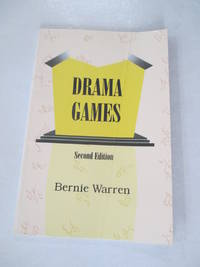 DRAMA
GAMES
Second Edition
Bernie Warren